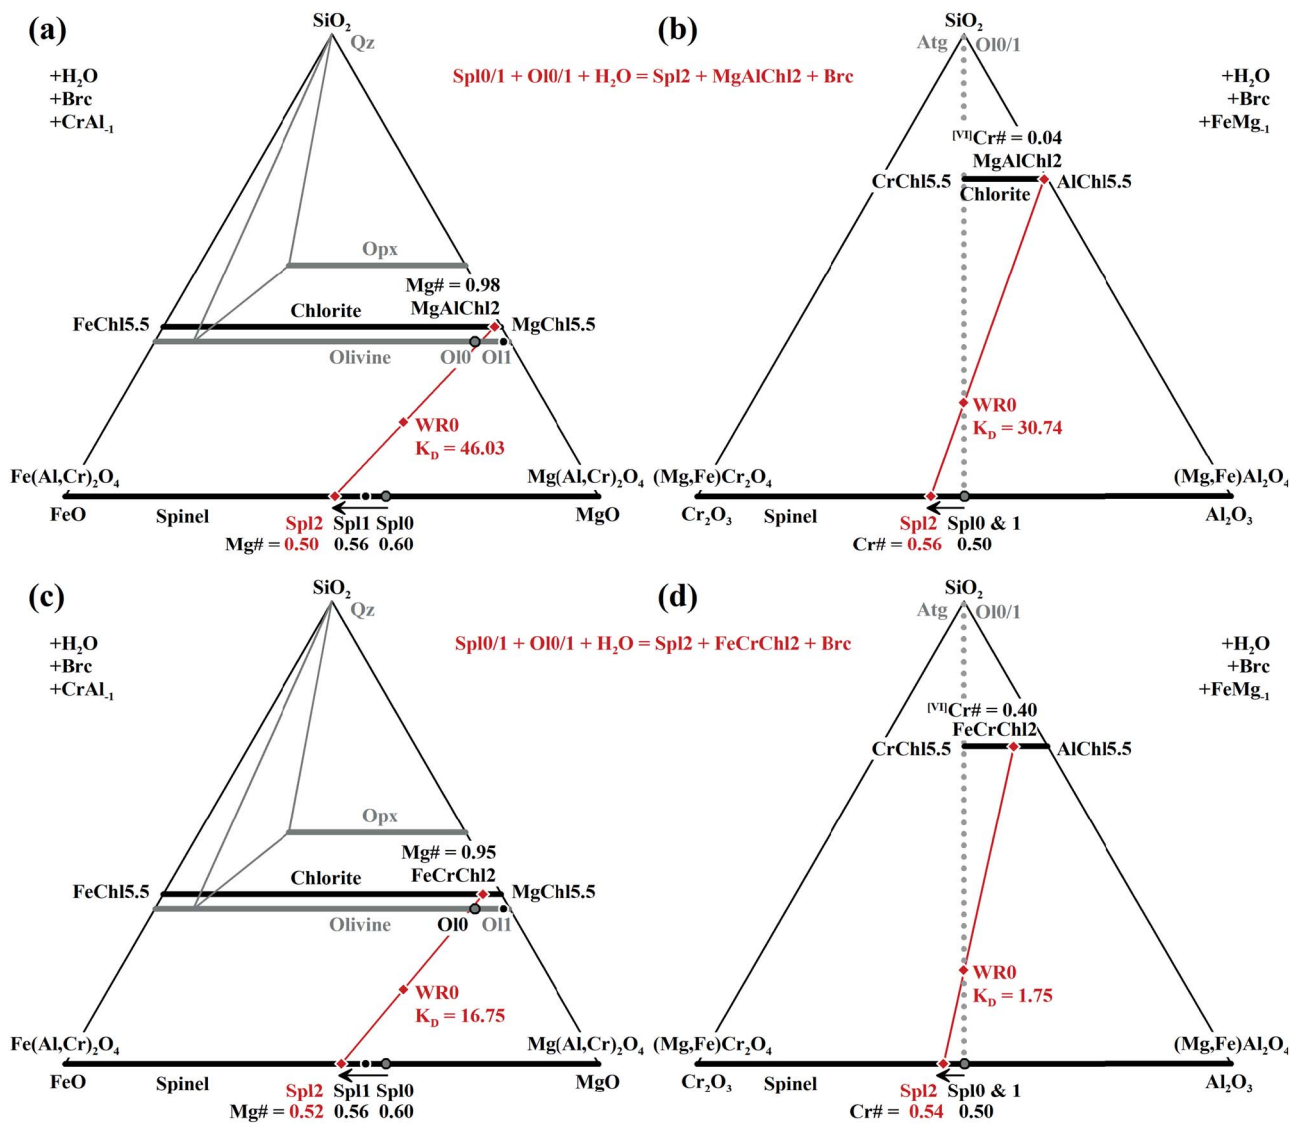 (a)
SiO₂
Qz
+H₂O
+Brc
+CrAl₋₁
Opx
Mg# = 0.98
MgAlChl2
Chlorite
FeChl5.5
MgChl5.5
Olivine
Ol0
Ol1
WR0
K_D = 46.03
Fe(Al,Cr)₂O₄
Mg(Al,Cr)₂O₄
FeO
Spinel
MgO
Spl2 Spl1 Spl0
Mg# = 0.50 0.56 0.60
Spl0/1 + Ol0/1 + H₂O = Spl2 + MgAlChl2 + Brc
(b)
SiO₂
Atg
Ol0/1
+H₂O
+Brc
+FeMg₋₁
[VI]Cr# = 0.04
MgAlChl2
CrChl5.5
AlChl5.5
Chlorite
WR0
K_D = 30.74
(Mg,Fe)Cr₂O₄
(Mg,Fe)Al₂O₄
Cr₂O₃
Spinel
Al₂O₃
Spl2 Spl0 & 1
Cr# = 0.56 0.50
(c)
SiO₂
Qz
+H₂O
+Brc
+CrAl₋₁
Opx
Mg# = 0.95
FeCrChl2
Chlorite
FeChl5.5
MgChl5.5
Olivine
Ol0
Ol1
WR0
K_D = 16.75
Fe(Al,Cr)₂O₄
Mg(Al,Cr)₂O₄
FeO
Spinel
MgO
Spl2 Spl1 Spl0
Mg# = 0.52 0.56 0.60
Spl0/1 + Ol0/1 + H₂O = Spl2 + FeCrChl2 + Brc
(d)
SiO₂
Atg
Ol0/1
+H₂O
+Brc
+FeMg₋₁
[VI]Cr# = 0.40
FeCrChl2
CrChl5.5
AlChl5.5
WR0
K_D = 1.75
(Mg,Fe)Cr₂O₄
(Mg,Fe)Al₂O₄
Cr₂O₃
Spinel
Al₂O₃
Spl2 Spl0 & 1
Cr# = 0.54 0.50